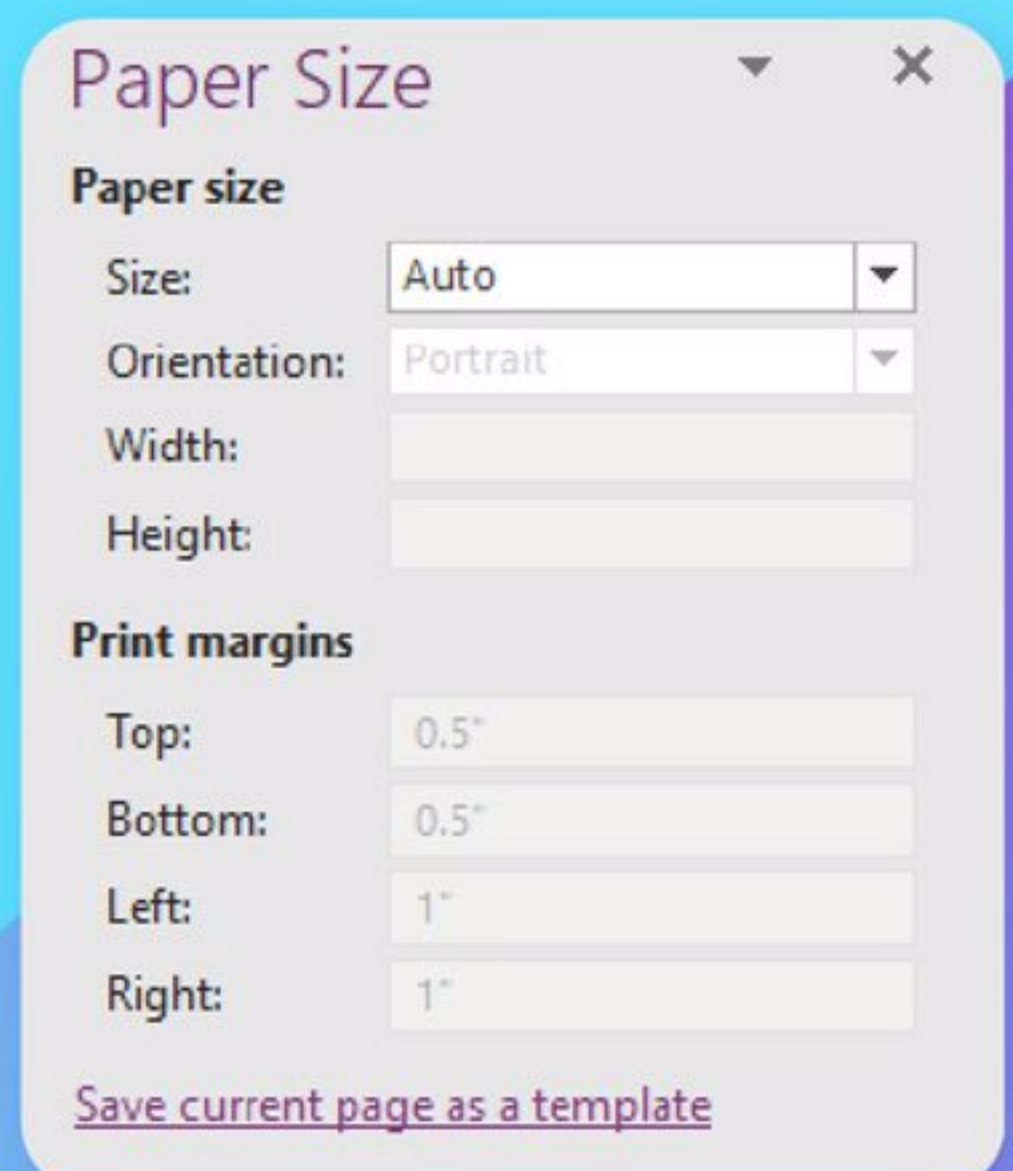 Paper Size
Paper size
Size: Auto
Orientation: Portrait
Width:
Height:
Print margins
Top: 0.5"
Bottom: 0.5"
Left: 1"
Right: 1"
Save current page as a template